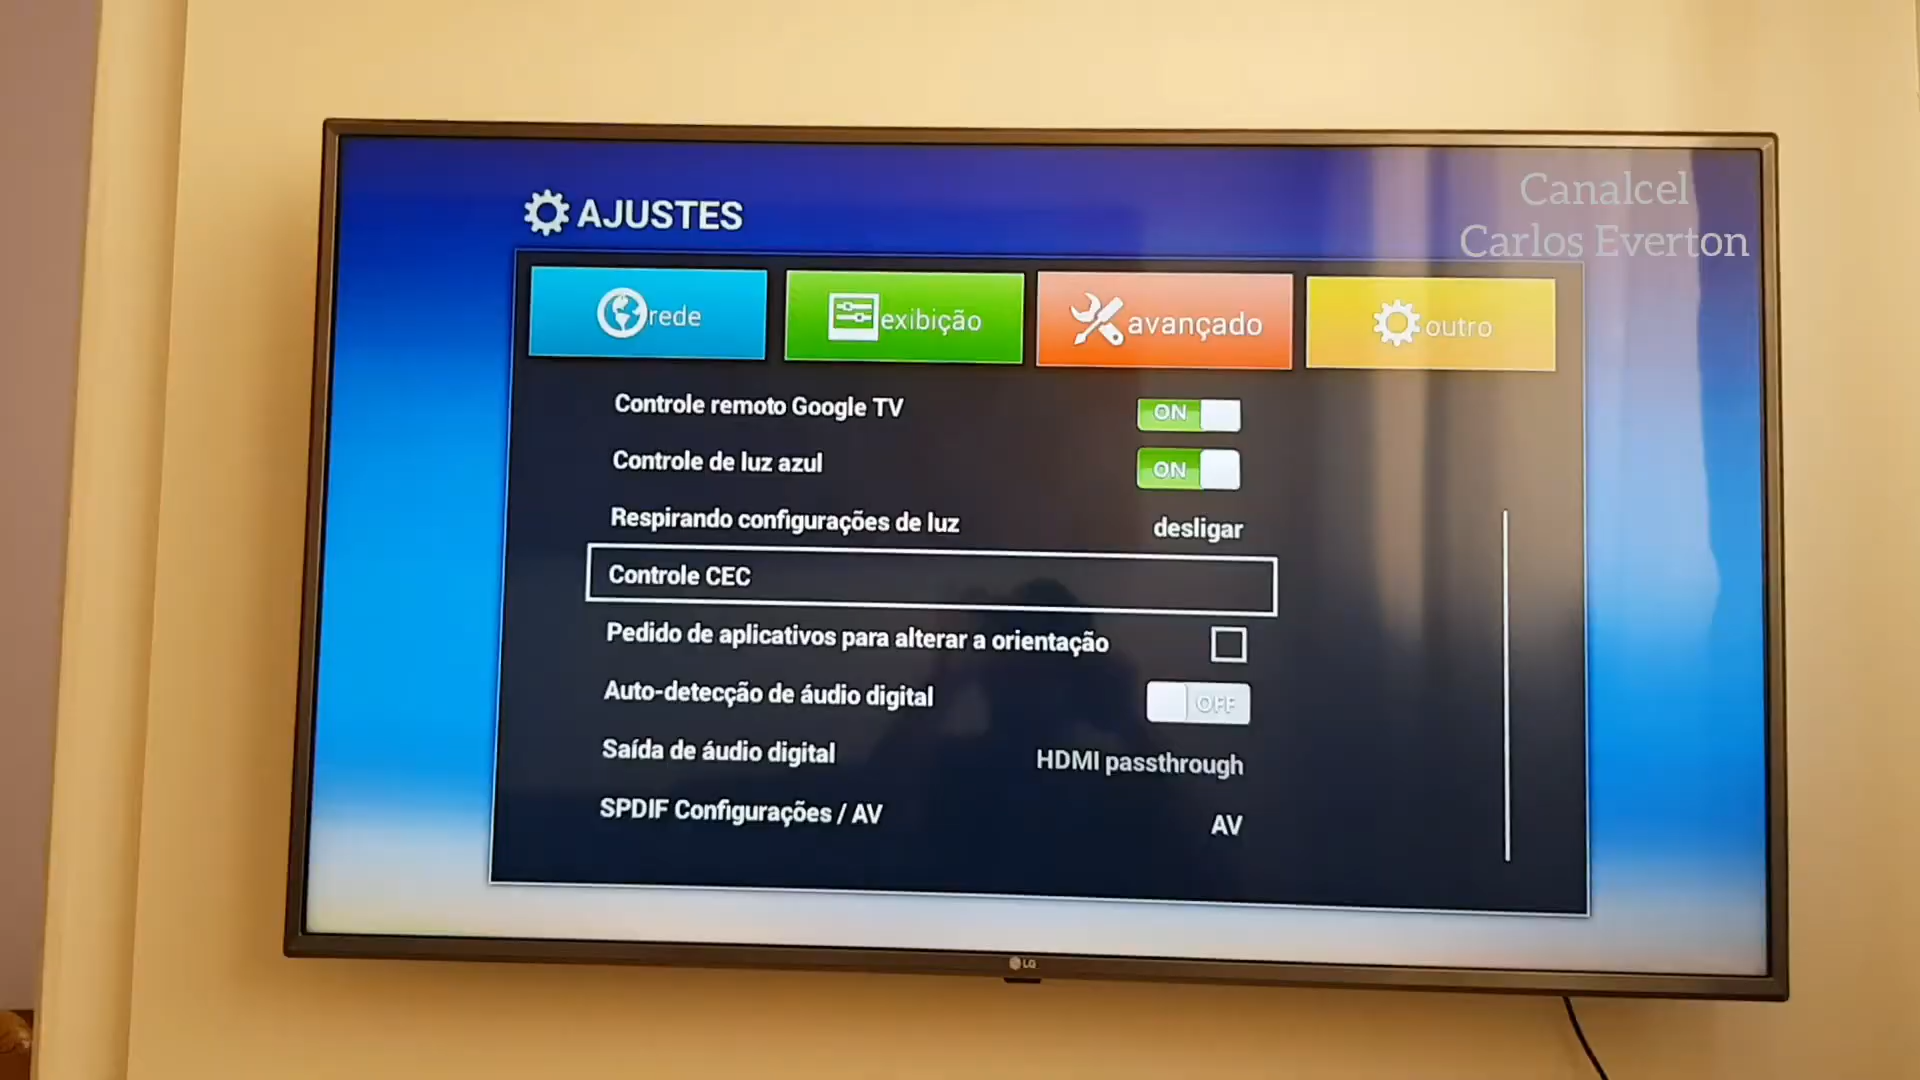 Canalcel
Carlos Everton
AJUSTES
rede
exibição
avançado
outro
Controle remoto Google TV
ON
Controle de luz azul
ON
Respirando configurações de luz
desligar
Controle CEC
Pedido de aplicativos para alterar a orientação
Auto-detecção de áudio digital
OFF
Saída de áudio digital
HDMI passthrough
SPDIF Configurações / AV
AV
LG